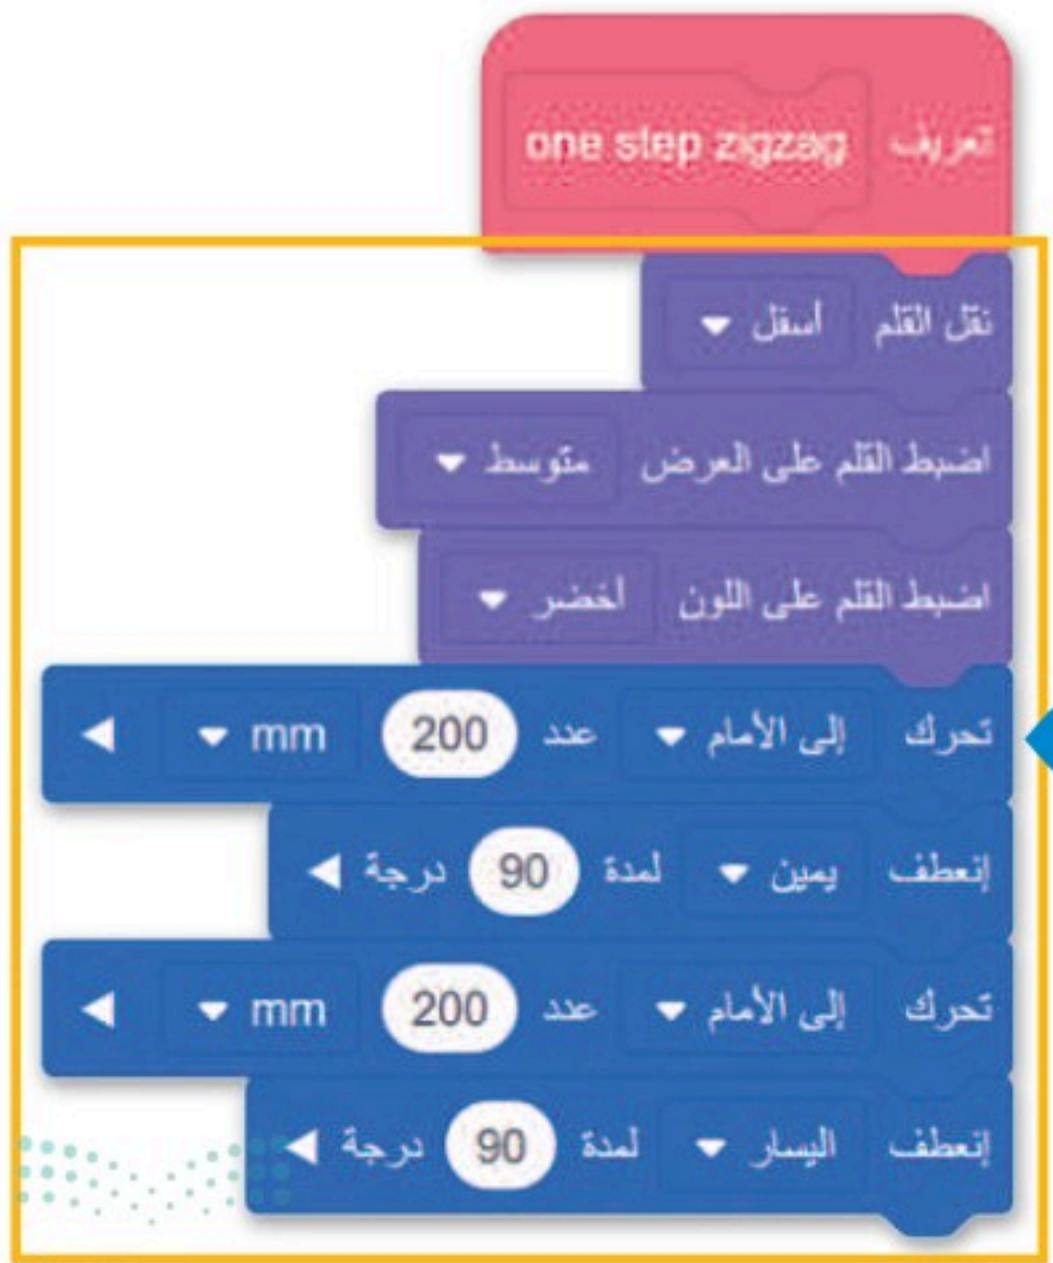 تعريف one step zigzag
نقل القلم أسفل
اضبط القلم على العرض متوسط
اضبط القلم على اللون أخضر
تحرك إلى الأمام عدد 200 mm
إنعطف يمين لمدة 90 درجة
تحرك إلى الأمام عدد 200 mm
إنعطف اليسار لمدة 90 درجة